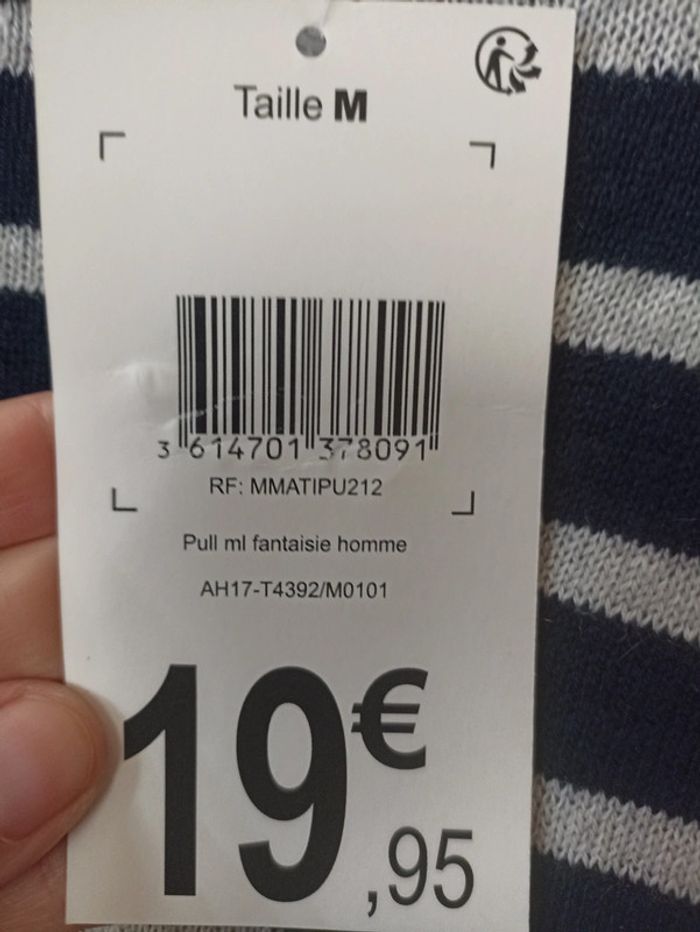 Taille M
3 614701 378091
RF: MMATIPU212
Pull ml fantaisie homme
AH17-T4392/M0101
19€,95